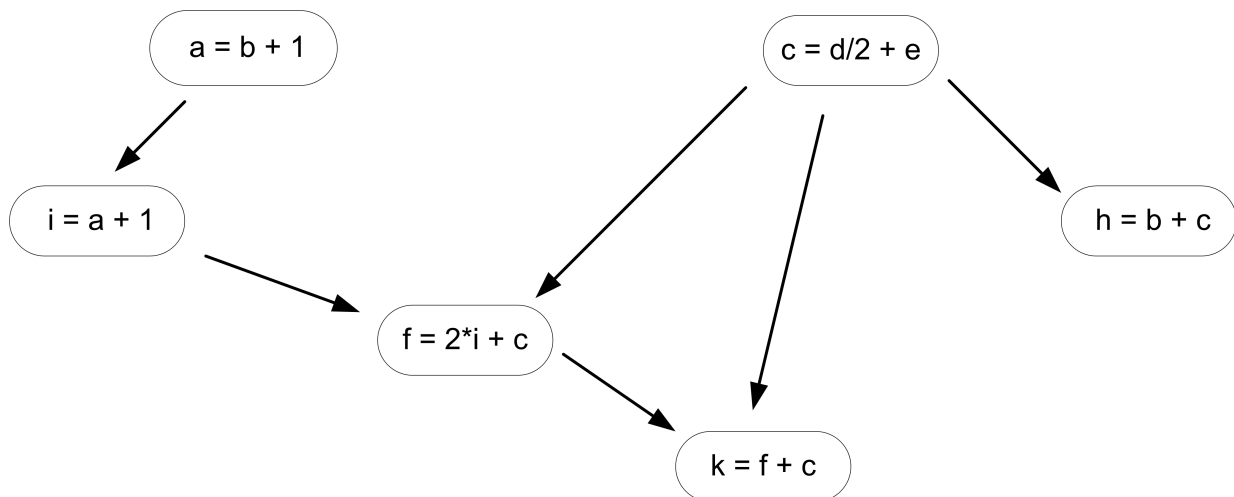 a = b + 1
c = d/2 + e
i = a + 1
h = b + c
f = 2*i + c
k = f + c